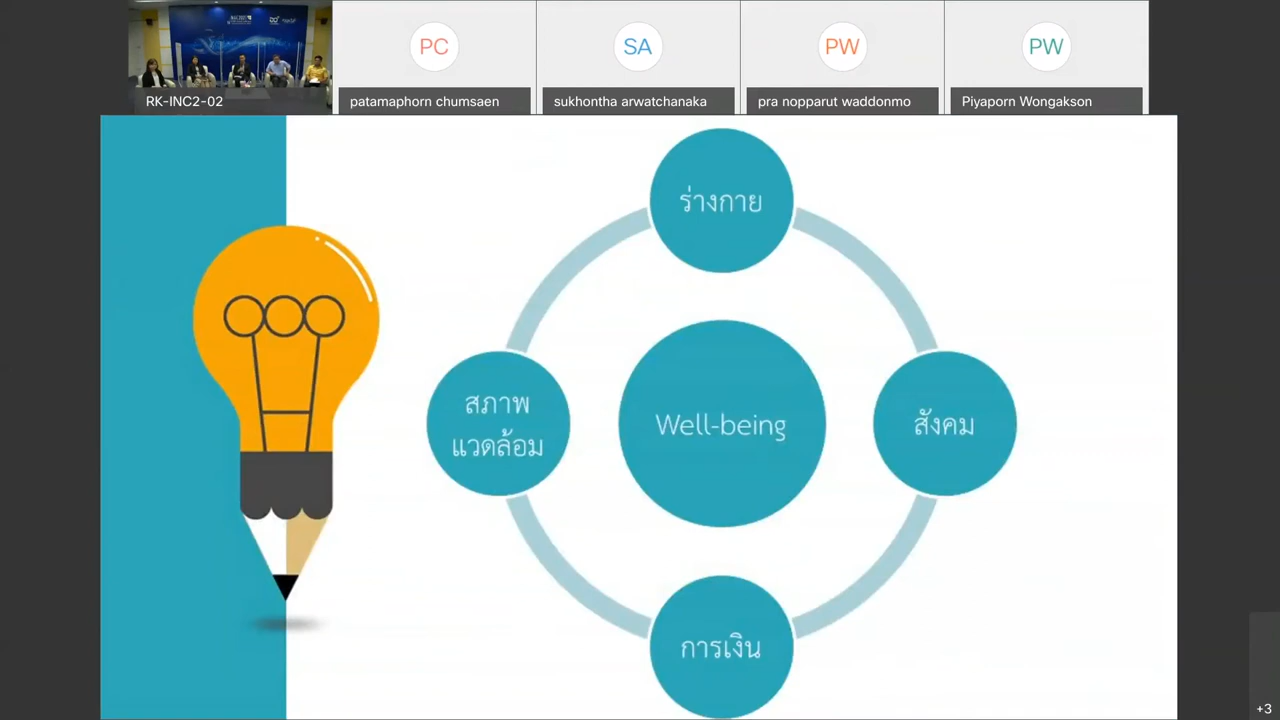 RK-INC2-02
PC
patamaphorn chumsaen
SA
sukhontha arwatchanaka
PW
pra nopparut waddonmo
PW
Piyaporn Wongakson
ร่างกาย
สภาพ
แวดล้อม
Well-being
สังคม
การเงิน
+3